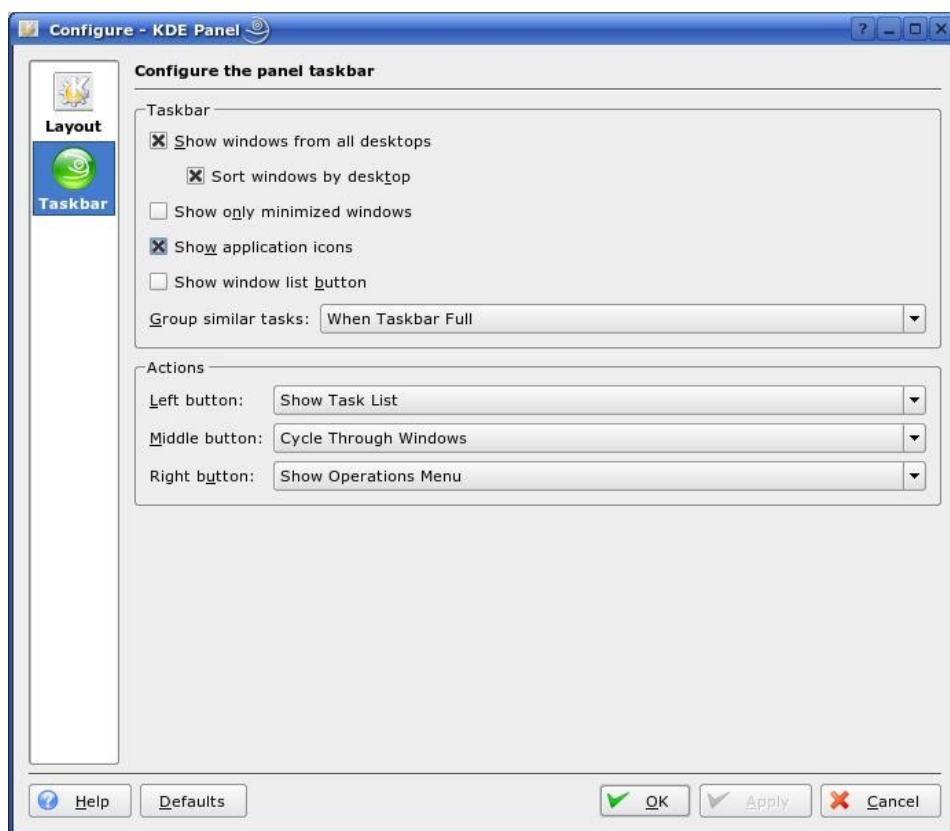 Configure - KDE Panel
Configure the panel taskbar
Layout
Taskbar
Taskbar
Show windows from all desktops
Sort windows by desktop
Show only minimized windows
Show application icons
Show window list button
Group similar tasks: When Taskbar Full
Actions
Left button: Show Task List
Middle button: Cycle Through Windows
Right button: Show Operations Menu
Help Defaults OK Apply Cancel